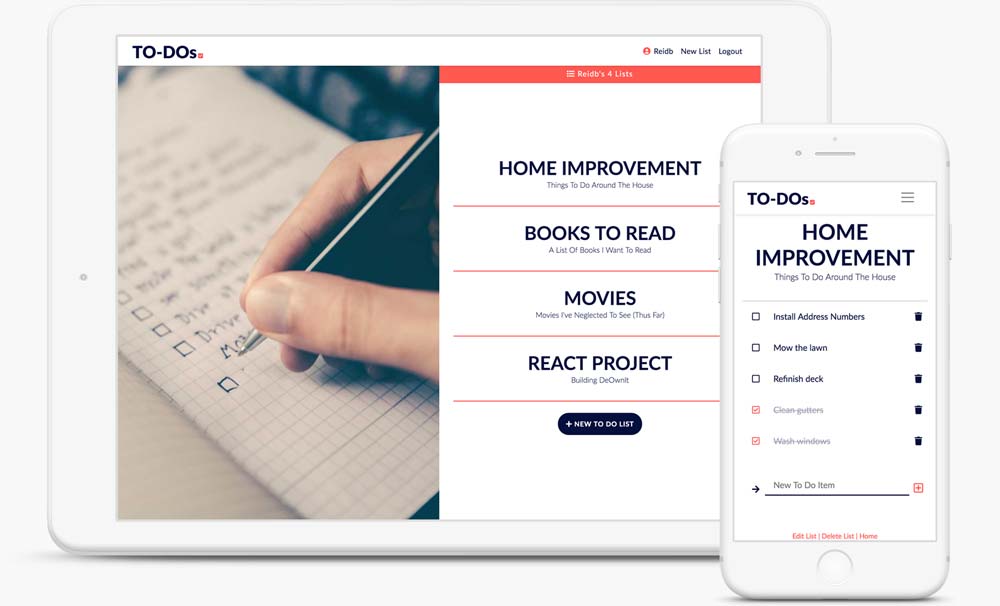 TO-DOs
Reidb New List Logout
Reidb's 4 Lists
HOME IMPROVEMENT
Things To Do Around The House
BOOKS TO READ
A List Of Books I Want To Read
MOVIES
Movies I've Neglected To See (Thus Far)
REACT PROJECT
Building DeOwnIt
+ NEW TO DO LIST
Drive
TO-DOs
HOME
IMPROVEMENT
Things To Do Around The House
Install Address Numbers
Mow the lawn
Refinish deck
Clean gutters
Wash windows
New To Do Item
Edit List | Delete List | Home